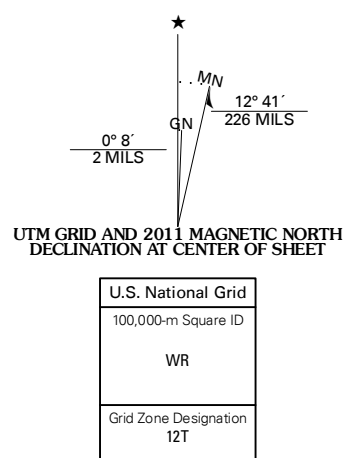 ★
MN
12° 41´
226 MILS
GN
0° 8´
2 MILS
UTM GRID AND 2011 MAGNETIC NORTH
DECLINATION AT CENTER OF SHEET
U.S. National Grid
100,000-m Square ID
WR
Grid Zone Designation
12T